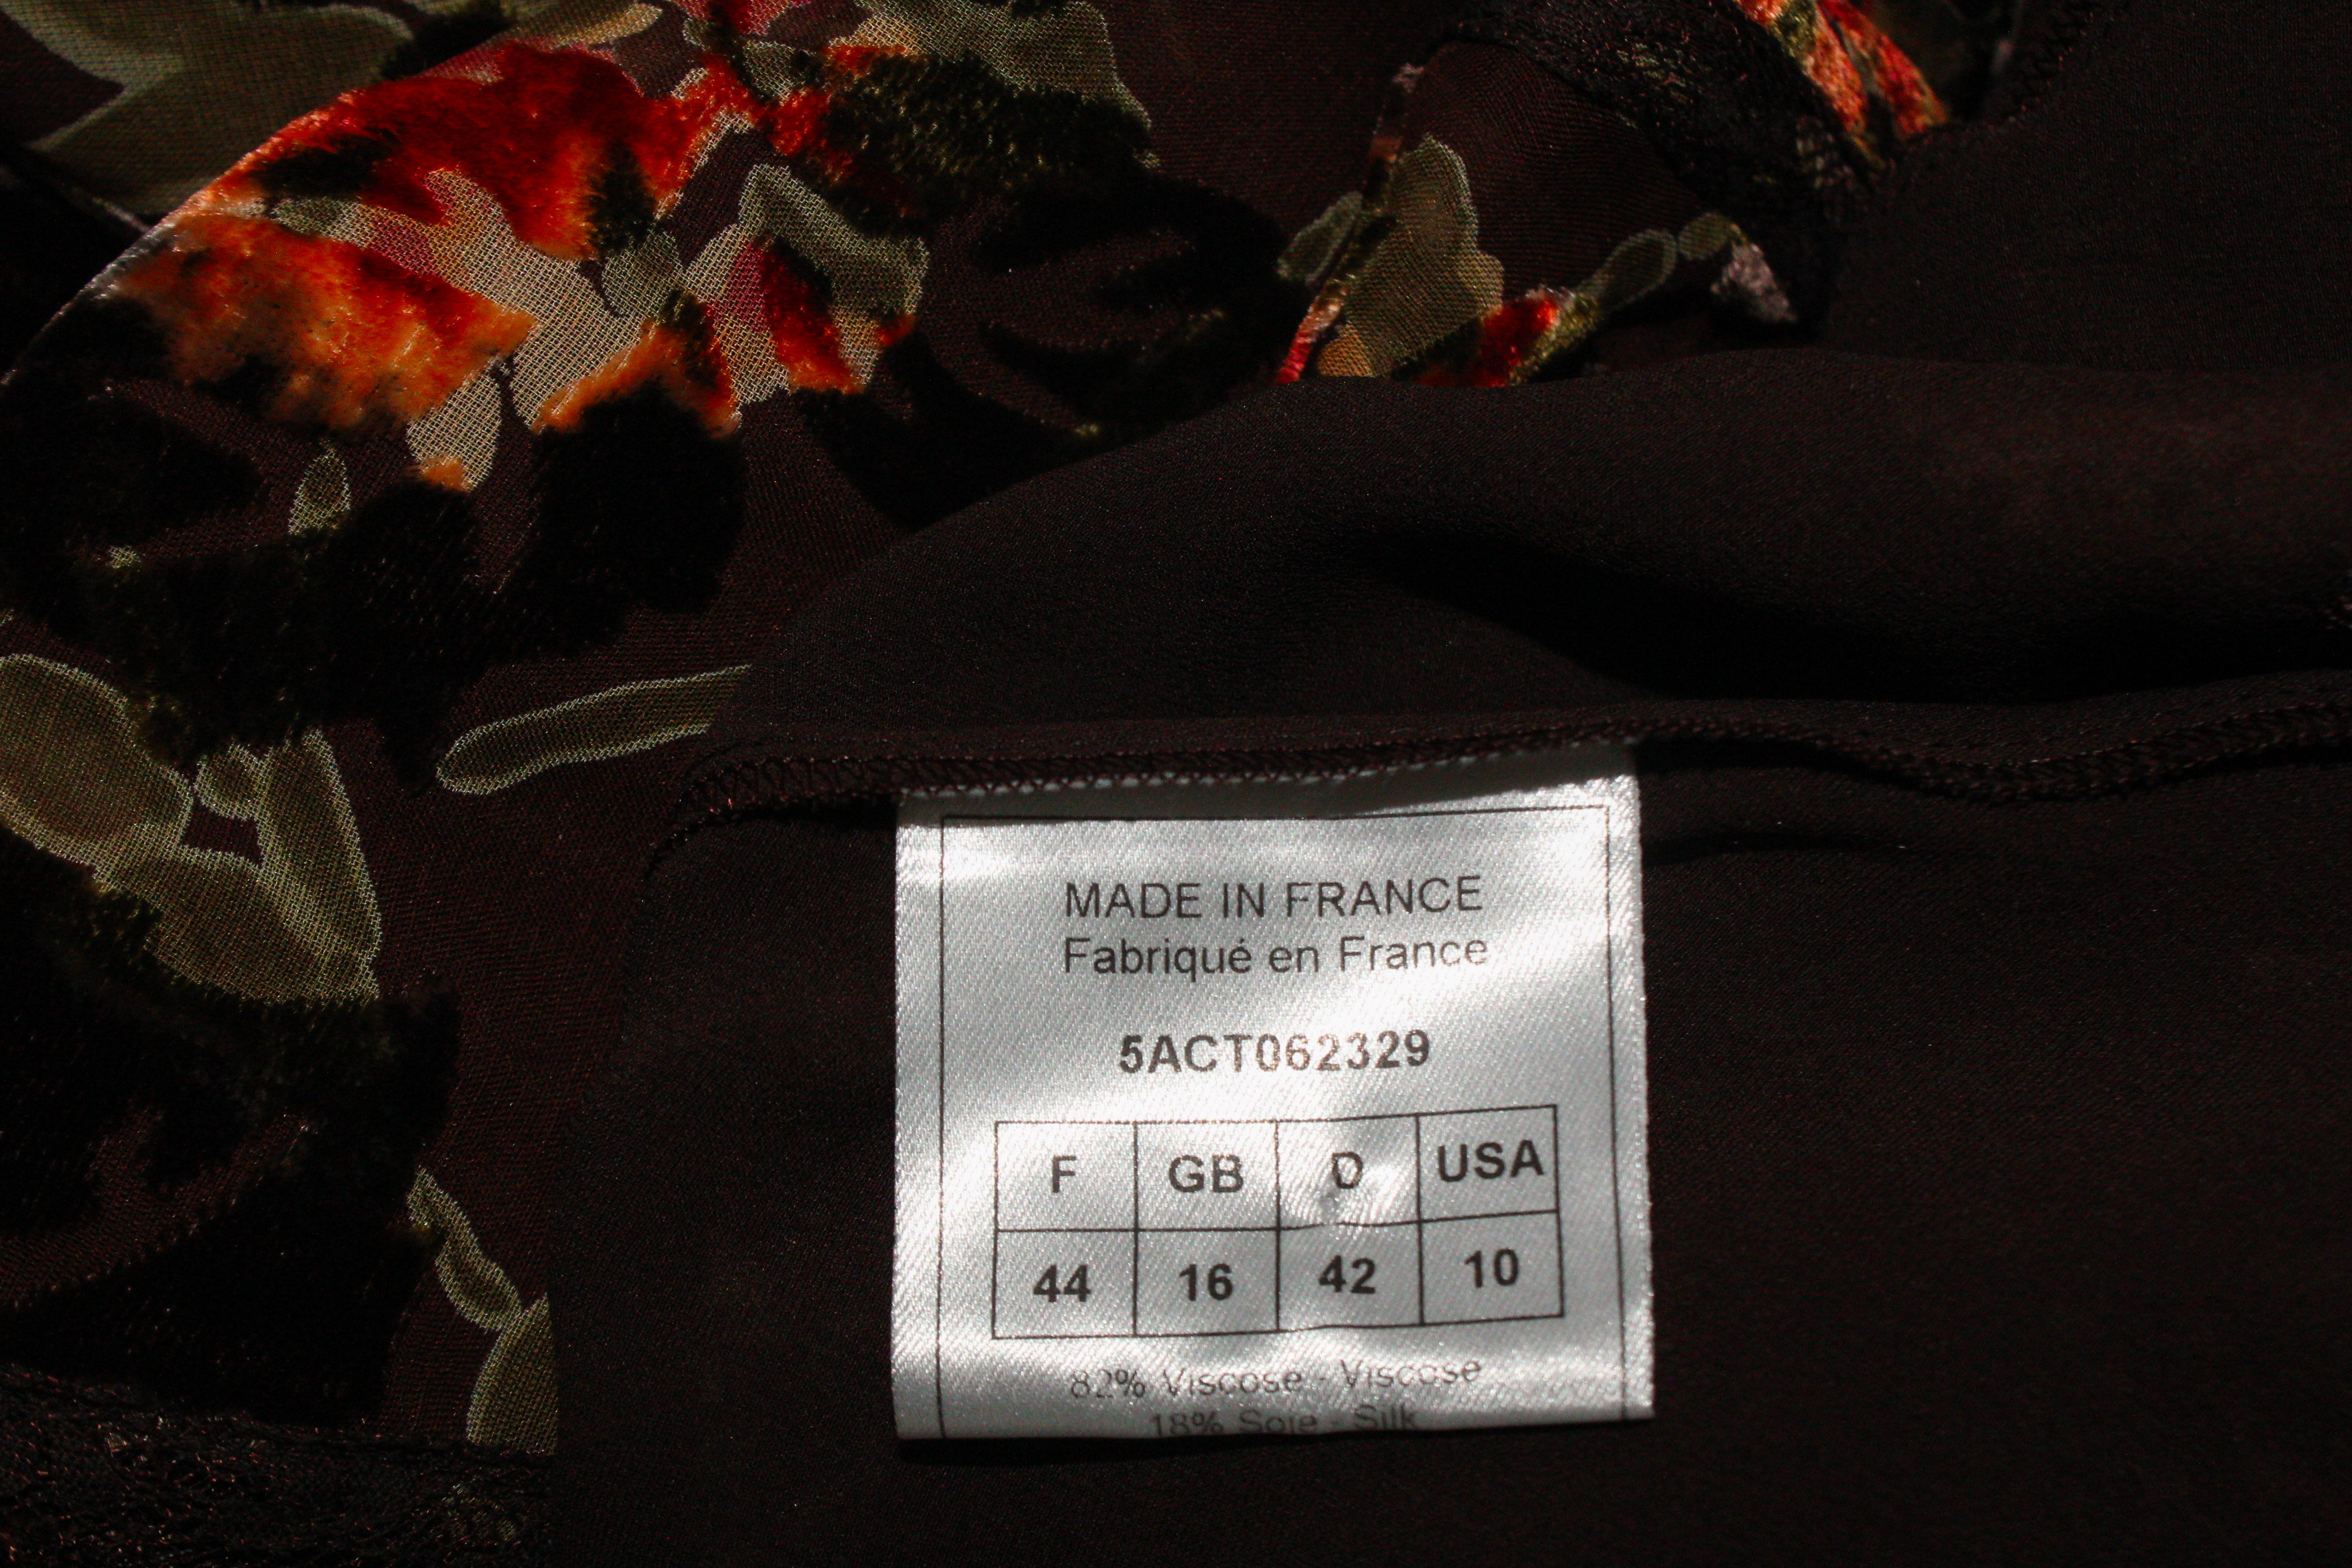 MADE IN FRANCE
Fabriqué en France
5ACT062329
F GB D USA
44 16 42 10
82% Viscose - Viscose
18% Soie - Silk